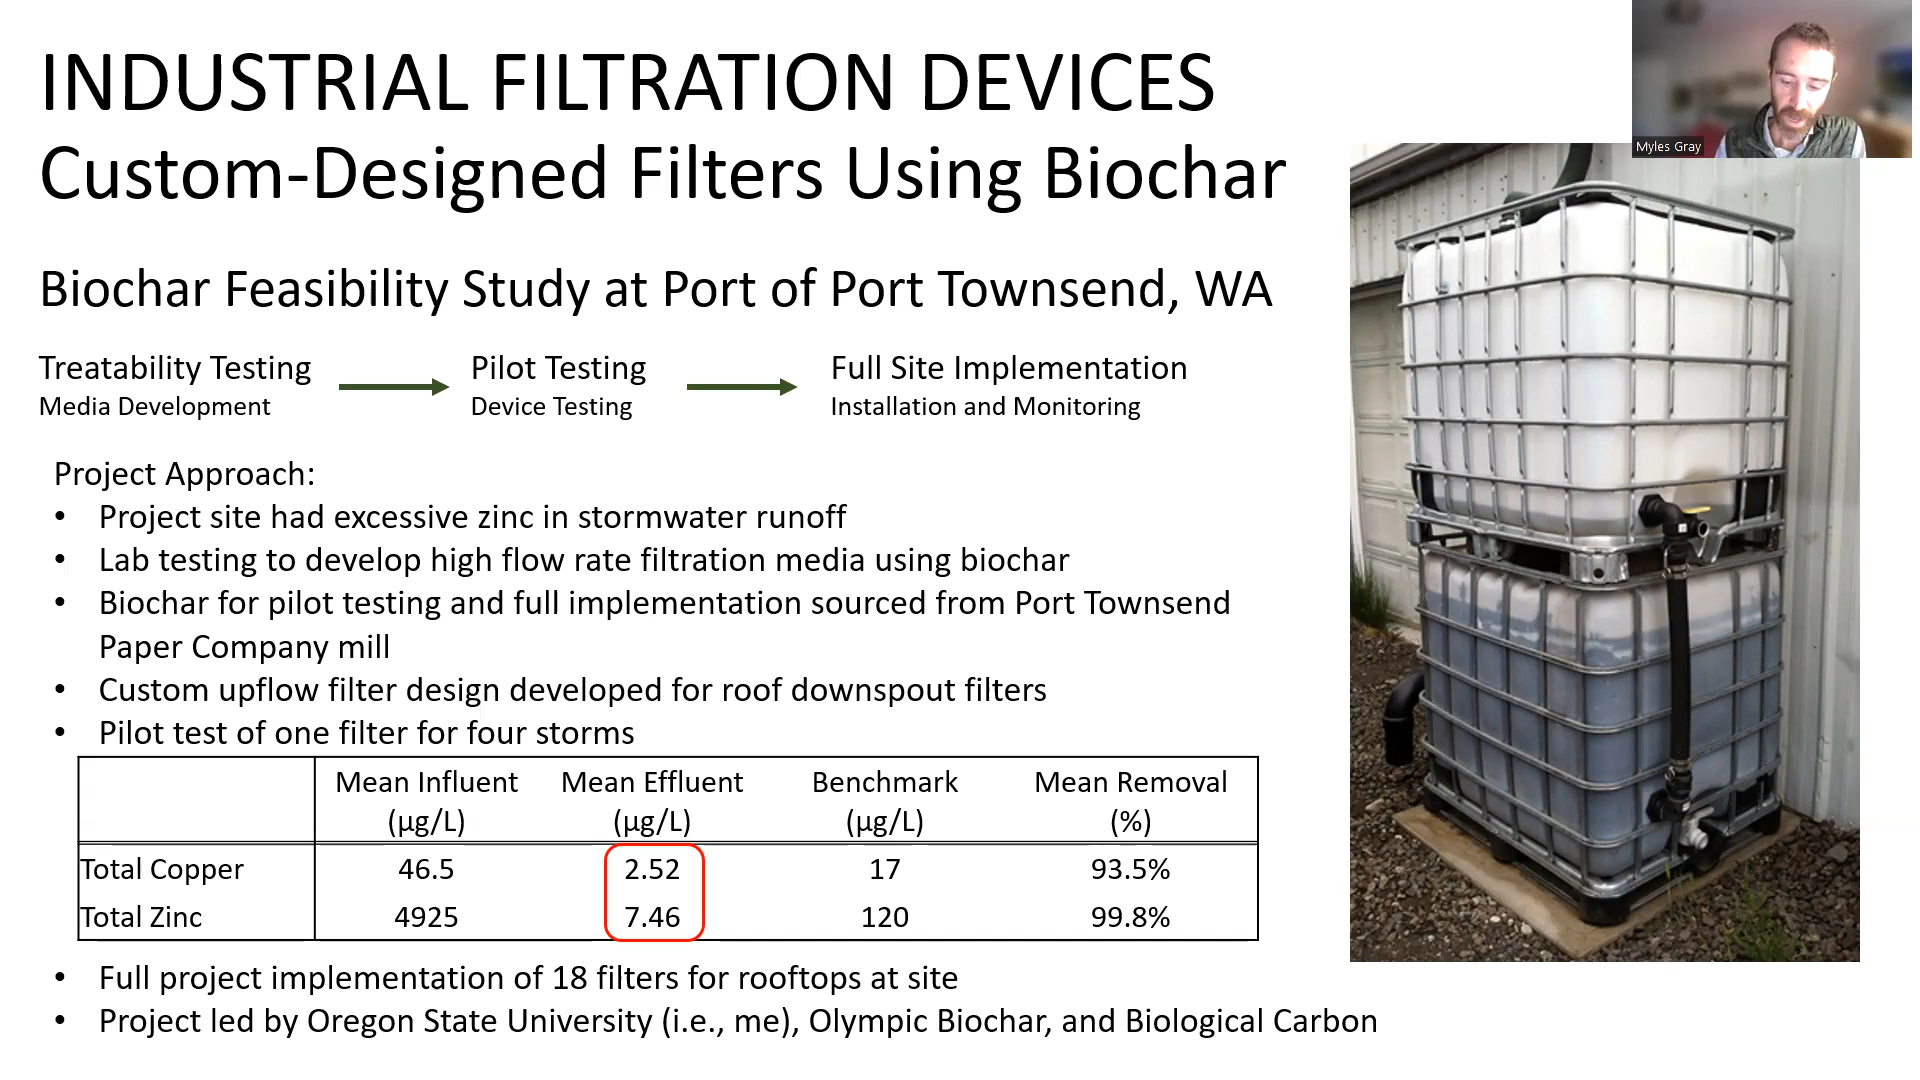 INDUSTRIAL FILTRATION DEVICES
Custom-Designed Filters Using Biochar
Myles Gray
Biochar Feasibility Study at Port of Port Townsend, WA
Treatability Testing Pilot Testing Full Site Implementation
Media Development Device Testing Installation and Monitoring
Project Approach:
• Project site had excessive zinc in stormwater runoff
• Lab testing to develop high flow rate filtration media using biochar
• Biochar for pilot testing and full implementation sourced from Port Townsend
Paper Company mill
• Custom upflow filter design developed for roof downspout filters
• Pilot test of one filter for four storms
Mean Influent Mean Effluent Benchmark Mean Removal
(µg/L) (µg/L) (µg/L) (%)
Total Copper 46.5 2.52 17 93.5%
Total Zinc 4925 7.46 120 99.8%
• Full project implementation of 18 filters for rooftops at site
• Project led by Oregon State University (i.e., me), Olympic Biochar, and Biological Carbon